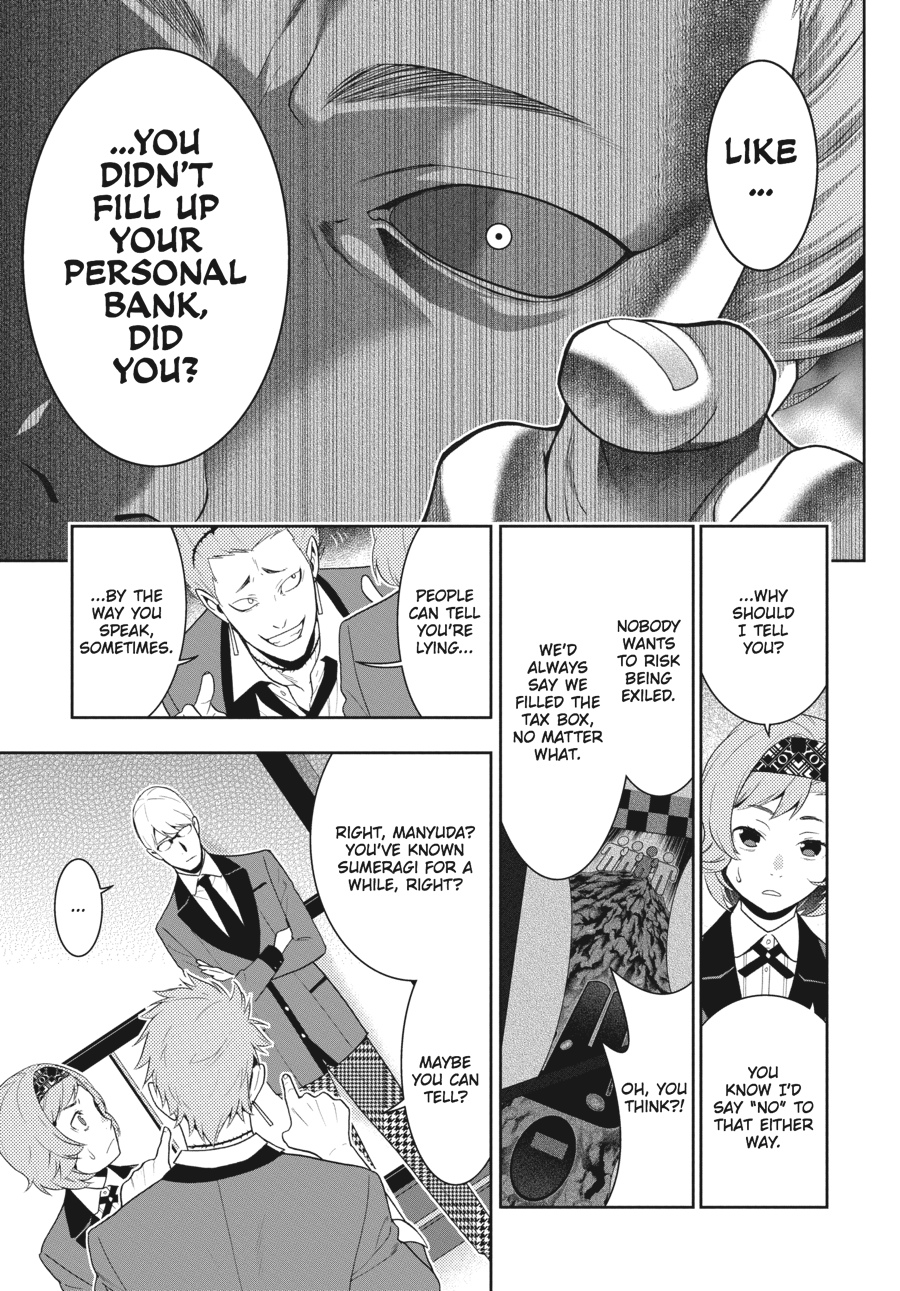 LIKE
...
...YOU
DIDN'T
FILL UP
YOUR
PERSONAL
BANK,
DID
YOU?
...WHY
SHOULD
I TELL
YOU?
YOU
KNOW I'D
SAY "NO" TO
THAT EITHER
WAY.
NOBODY
WANTS
TO RISK
BEING
EXILED.
WE'D
ALWAYS
SAY WE
FILLED THE
TAX BOX,
NO MATTER
WHAT.
OH, YOU
THINK?!
PEOPLE
CAN TELL
YOU'RE
LYING...
...BY THE
WAY YOU
SPEAK,
SOMETIMES.
RIGHT, MANYUDA?
YOU'VE KNOWN
SUMERAGI FOR A
WHILE, RIGHT?
MAYBE
YOU CAN
TELL?
...